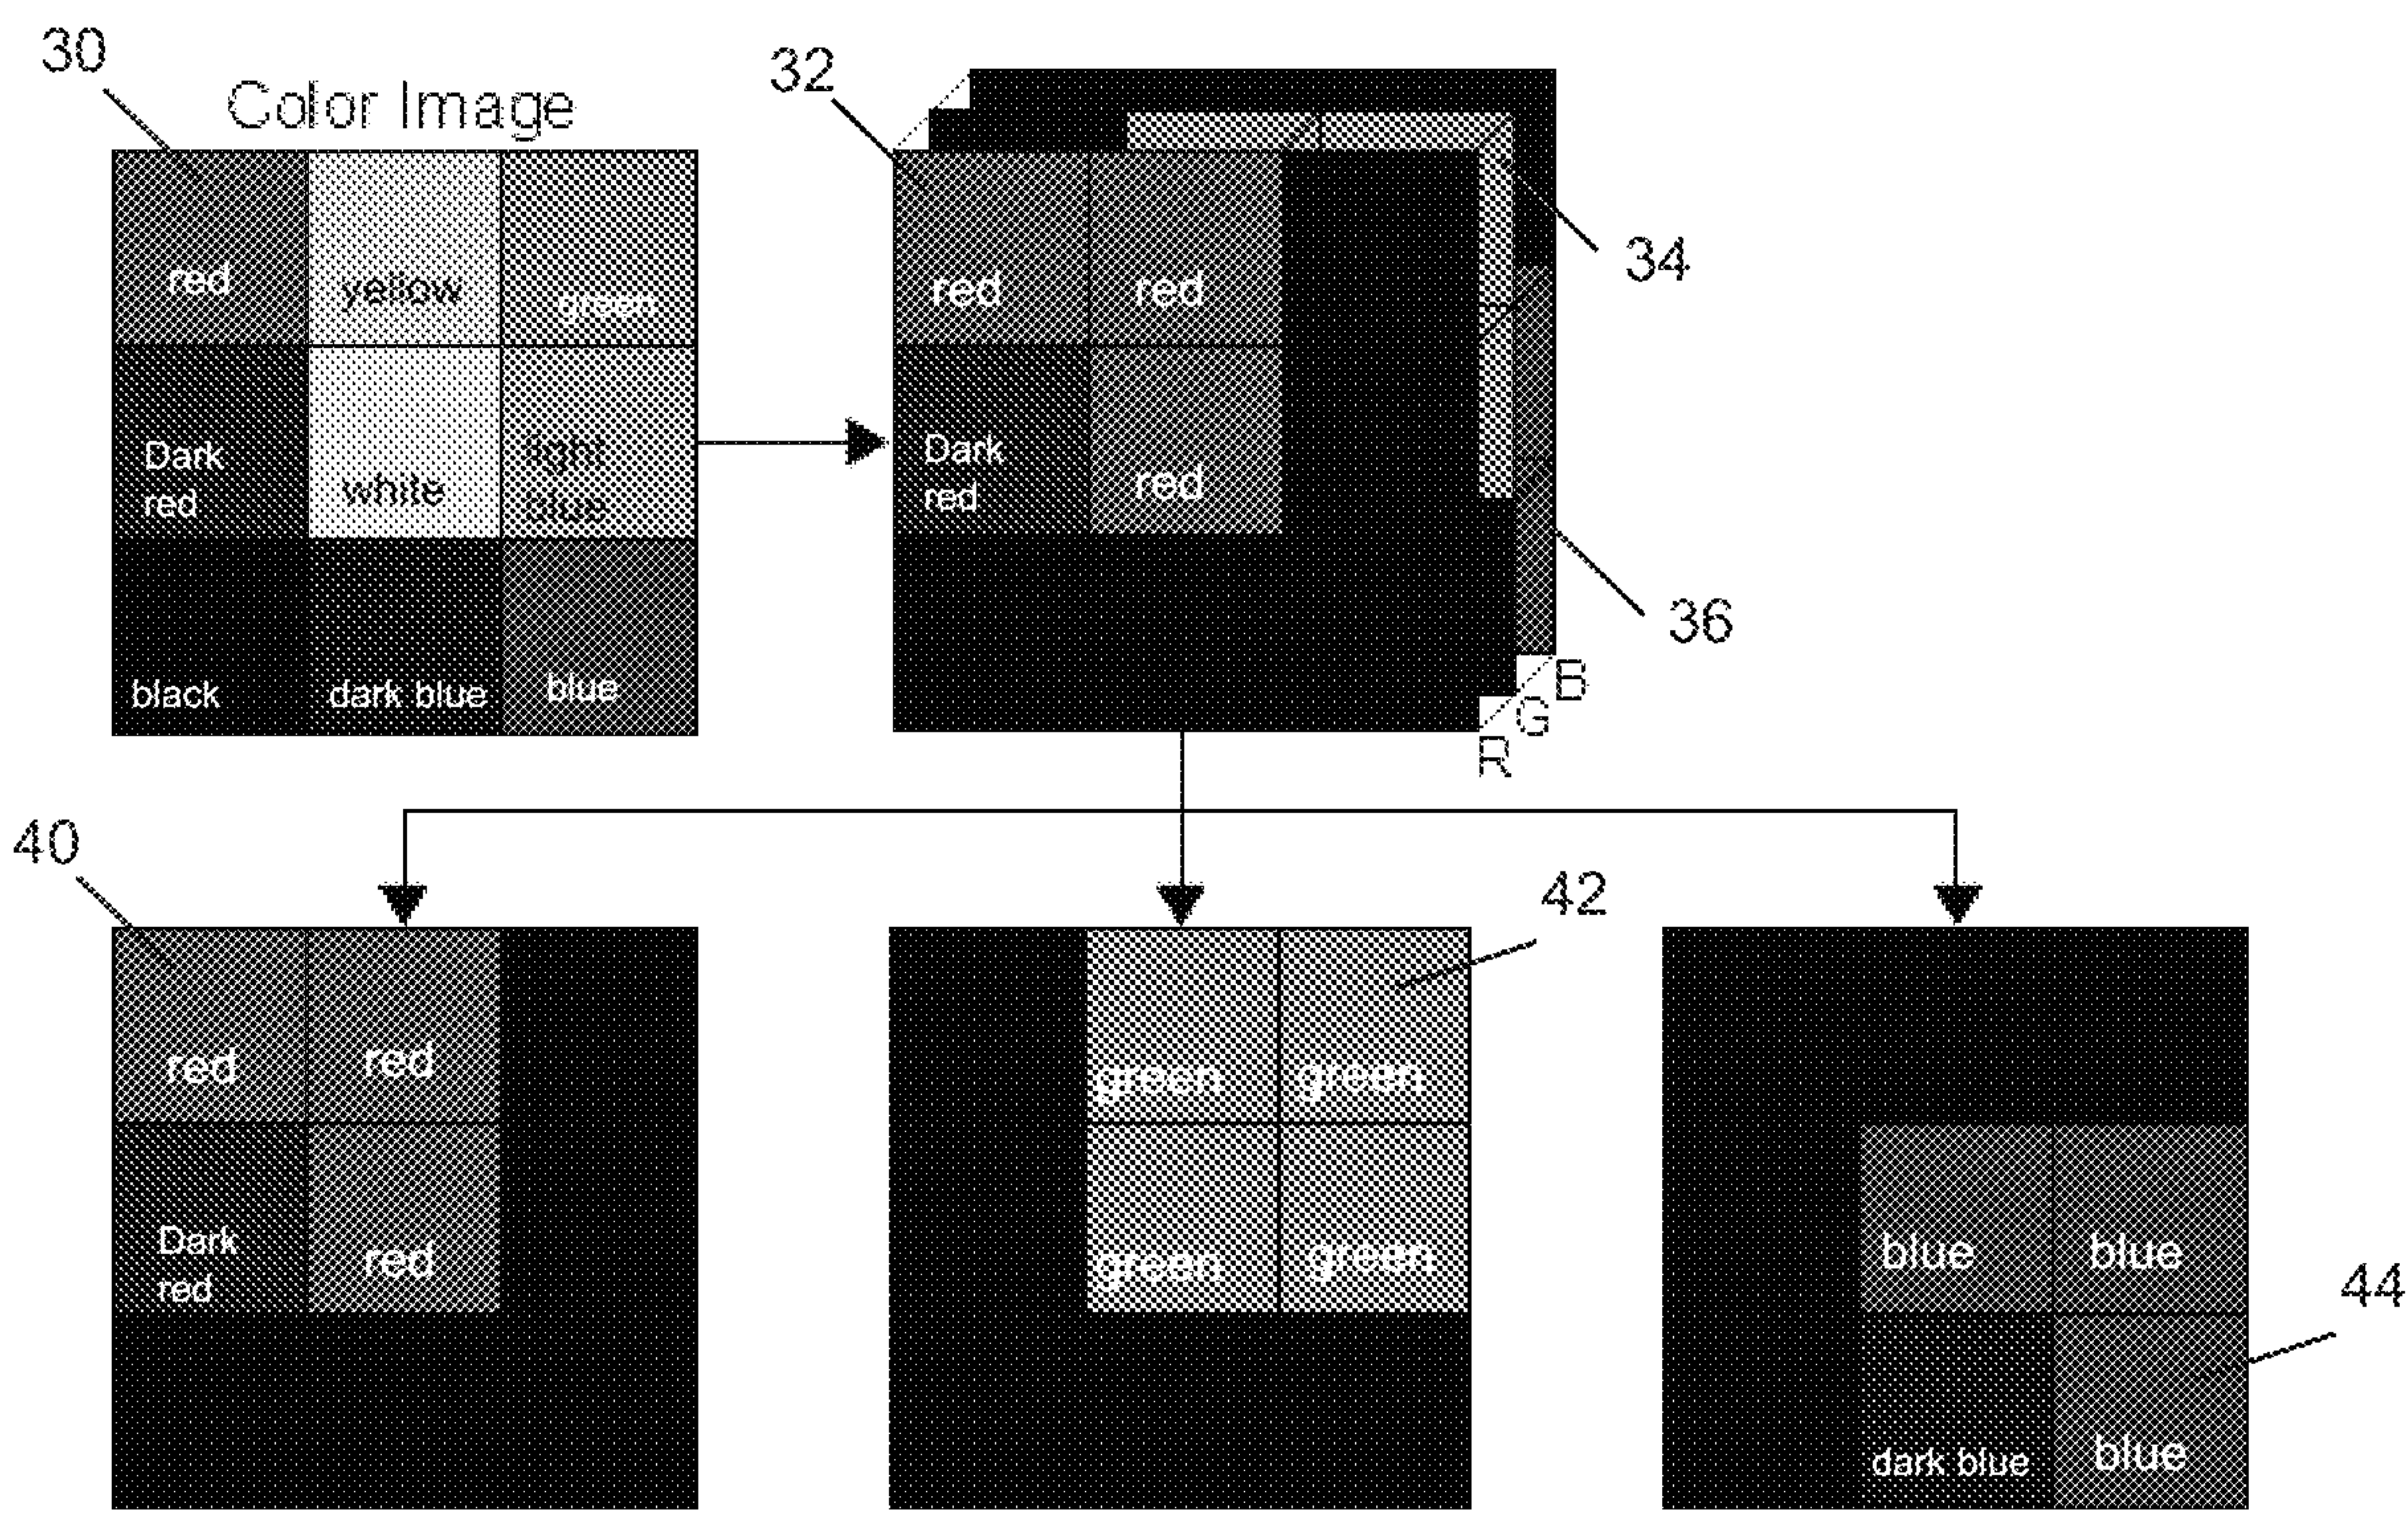 30
Color Image
32
34
36
red
yellow
green
Dark
red
white
light
blue
black
dark blue
blue
red
red
Dark
red
red
B
G
R
40
42
44
red
red
Dark
red
red
green
green
green
green
blue
blue
dark blue
blue